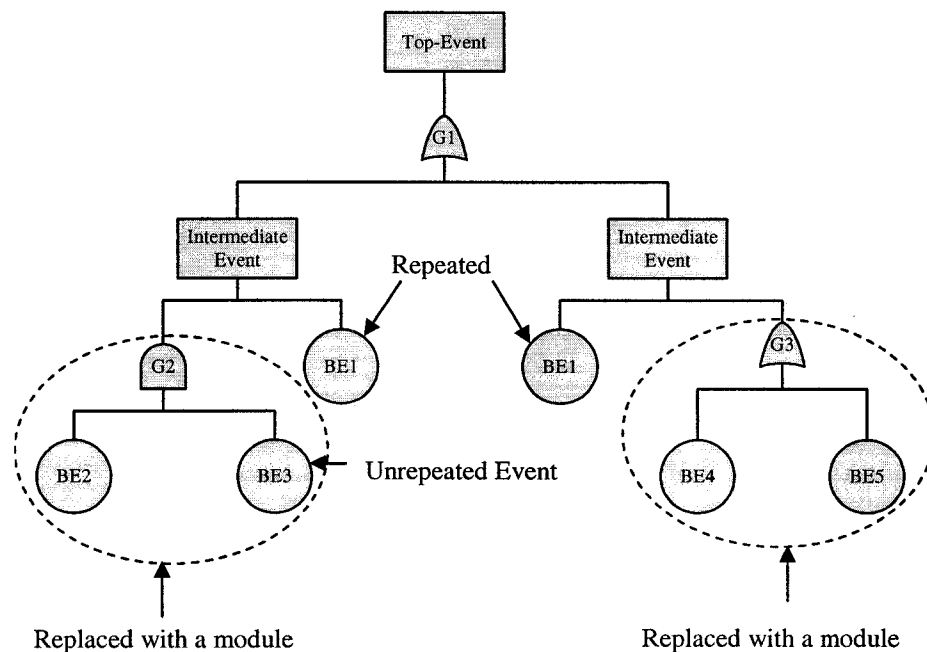 Top-Event
G1
Intermediate
Event
Intermediate
Event
Repeated
G2
BE1
BE1
G3
BE2
BE3
Unrepeated Event
BE4
BE5
Replaced with a module
Replaced with a module